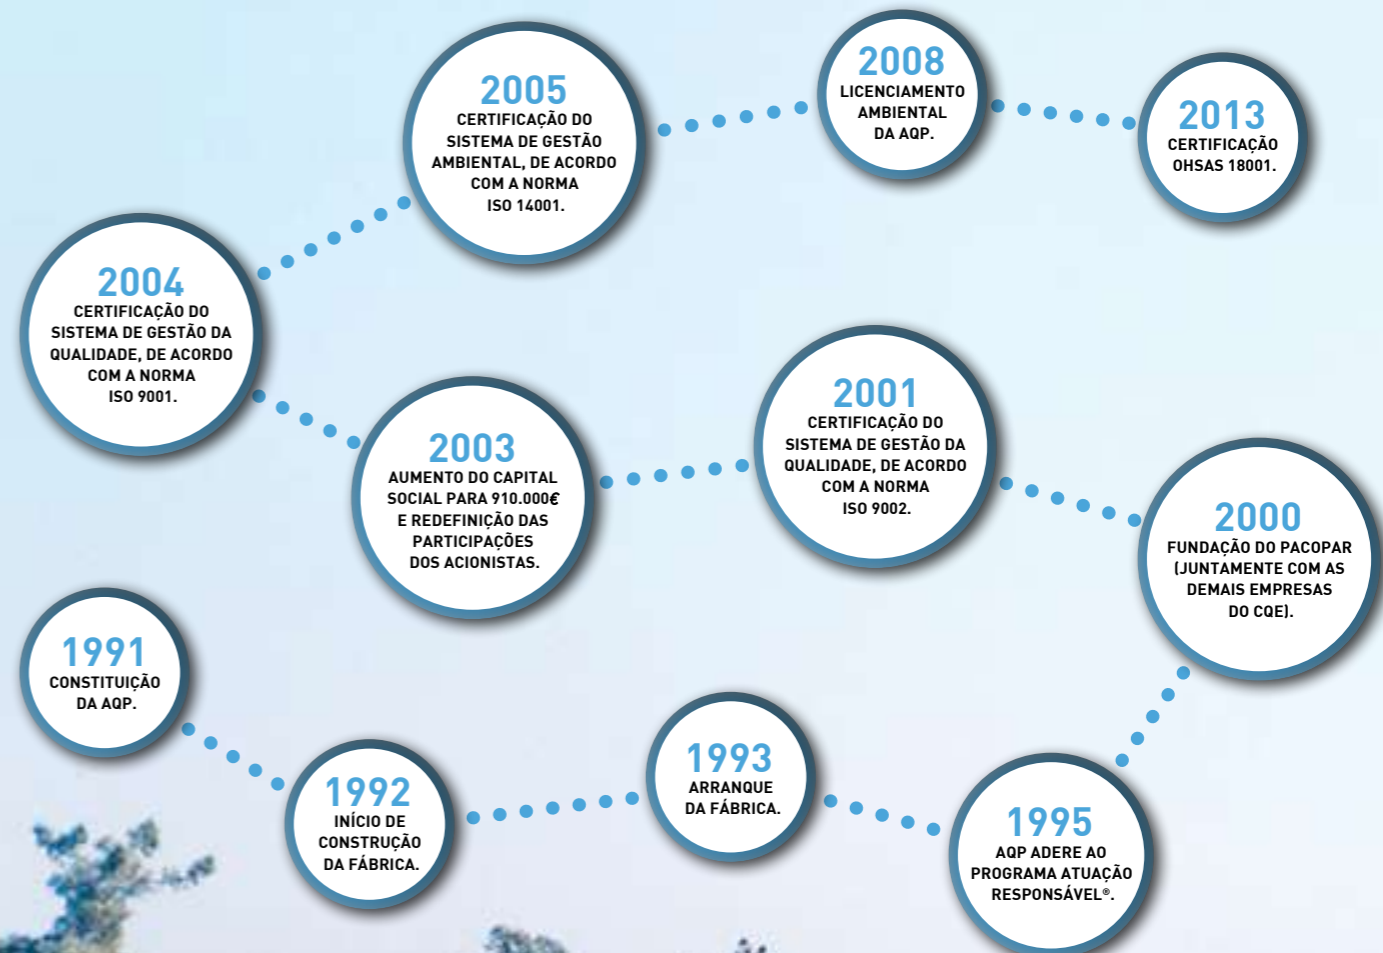 2005
CERTIFICAÇÃO DO
SISTEMA DE GESTÃO
AMBIENTAL, DE ACORDO
COM A NORMA
ISO 14001.
2008
LICENCIAMENTO
AMBIENTAL
DA AQP.
2013
CERTIFICAÇÃO
OHSAS 18001.
2004
CERTIFICAÇÃO DO
SISTEMA DE GESTÃO DA
QUALIDADE, DE ACORDO
COM A NORMA
ISO 9001.
2003
AUMENTO DO CAPITAL
SOCIAL PARA 910.000€
E REDEFINIÇÃO DAS
PARTICIPAÇÕES
DOS ACIONISTAS.
2001
CERTIFICAÇÃO DO
SISTEMA DE GESTÃO DA
QUALIDADE, DE ACORDO
COM A NORMA
ISO 9002.
2000
FUNDAÇÃO DO PACOPAR
(JUNTAMENTE COM AS
DEMAIS EMPRESAS
DO CQE).
1991
CONSTITUIÇÃO
DA AQP.
1992
INÍCIO DE
CONSTRUÇÃO
DA FÁBRICA.
1993
ARRANQUE
DA FÁBRICA.
1995
AQP ADERE AO
PROGRAMA ATUAÇÃO
RESPONSÁVEL®.